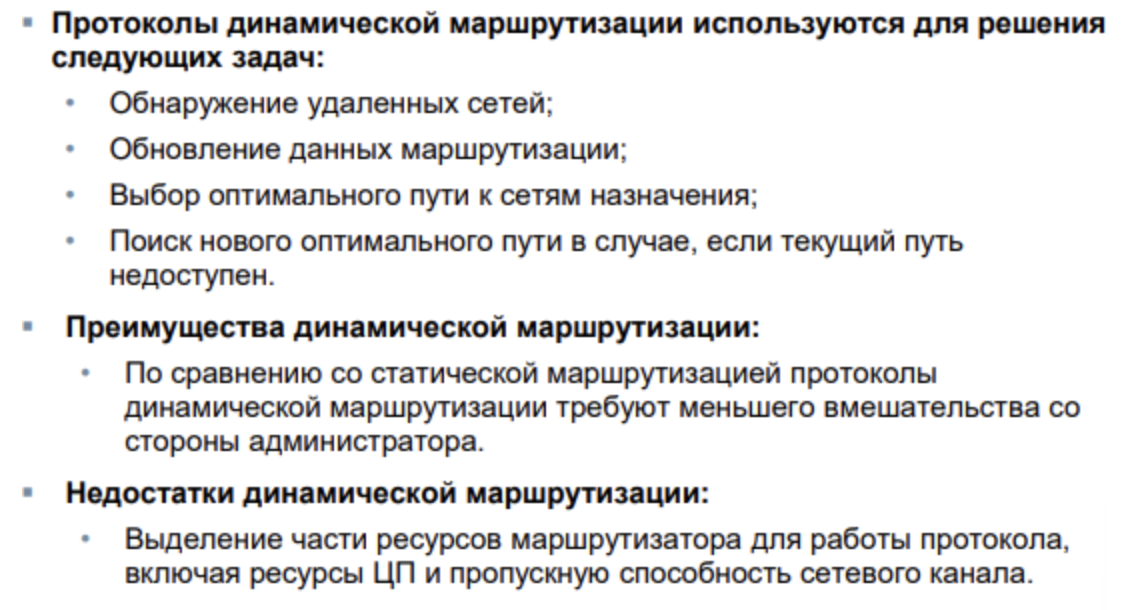 ▪ Протоколы динамической маршрутизации используются для решения
следующих задач:
• Обнаружение удаленных сетей;
• Обновление данных маршрутизации;
• Выбор оптимального пути к сетям назначения;
• Поиск нового оптимального пути в случае, если текущий путь
недоступен.
▪ Преимущества динамической маршрутизации:
• По сравнению со статической маршрутизацией протоколы
динамической маршрутизации требуют меньшего вмешательства со
стороны администратора.
▪ Недостатки динамической маршрутизации:
• Выделение части ресурсов маршрутизатора для работы протокола,
включая ресурсы ЦП и пропускную способность сетевого канала.